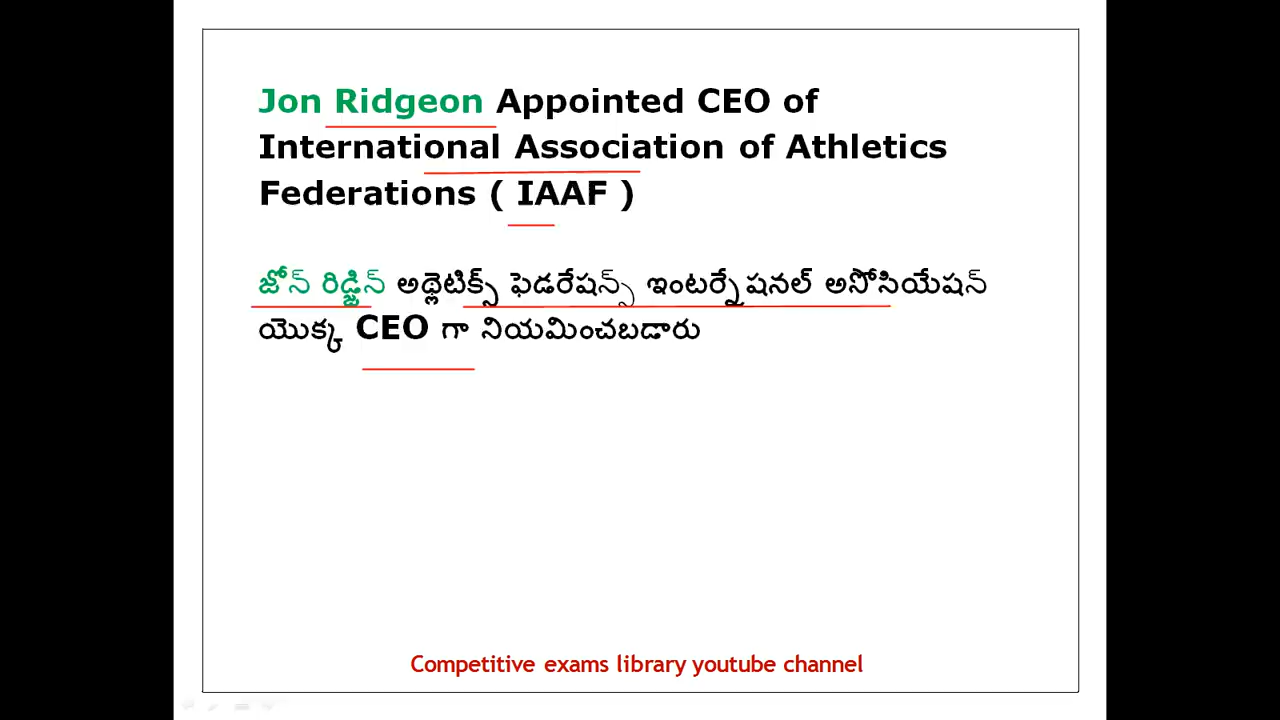 Jon Ridgeon Appointed CEO of
International Association of Athletics
Federations ( IAAF )
జోన్ రిడ్జిన్ అథ్లెటిక్స్ ఫెడరేషన్స్ ఇంటర్నేషనల్ అసోసియేషన్
యొక్క CEO గా నియమించబడారు
Competitive exams library youtube channel